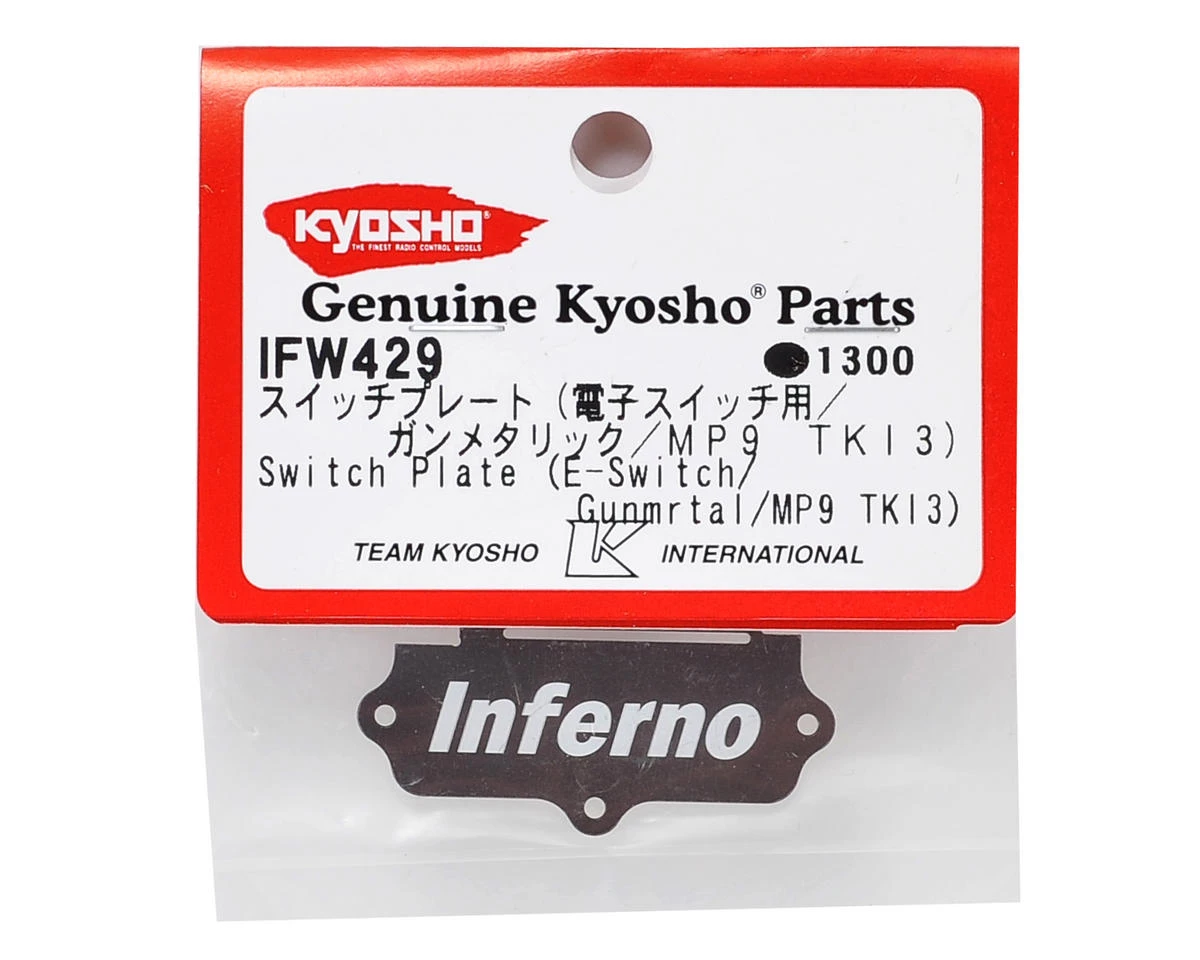 KYOSHO®
THE FINEST RADIO CONTROL MODELS
Genuine Kyosho® Parts
IFW429 ●1300
スイッチプレート（電子スイッチ用／
ガンメタリック／MP9 TKI3）
Switch Plate (E-Switch/
Gunmrtal/MP9 TKI3)
TEAM KYOSHO K INTERNATIONAL
Inferno